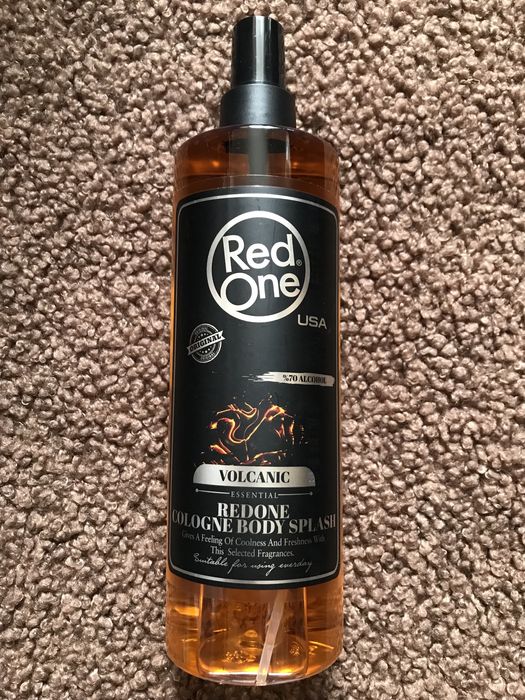 Red®
One
USA
ORIGINAL
%70 ALCOHOL
VOLCANIC
ESSENTIAL
REDONE
COLOGNE BODY SPLASH
Gives A Feeling Of Coolness And Freshness With
This Selected Fragrances.
Suitable for using everday